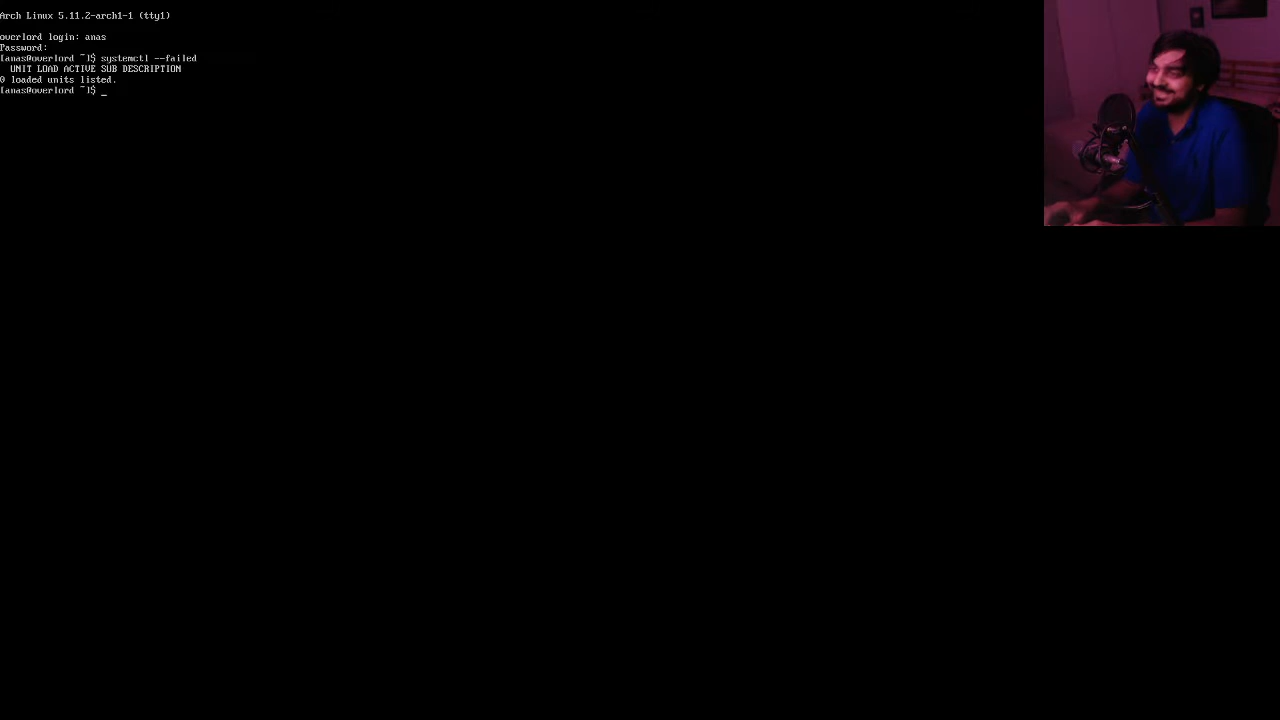 Arch Linux 5.11.2-arch1-1 (tty1)
overlord login: anas
Password:
[anas@overlord ~]$ systemctl --failed
UNIT LOAD ACTIVE SUB DESCRIPTION
0 loaded units listed.
[anas@overlord ~]$ _